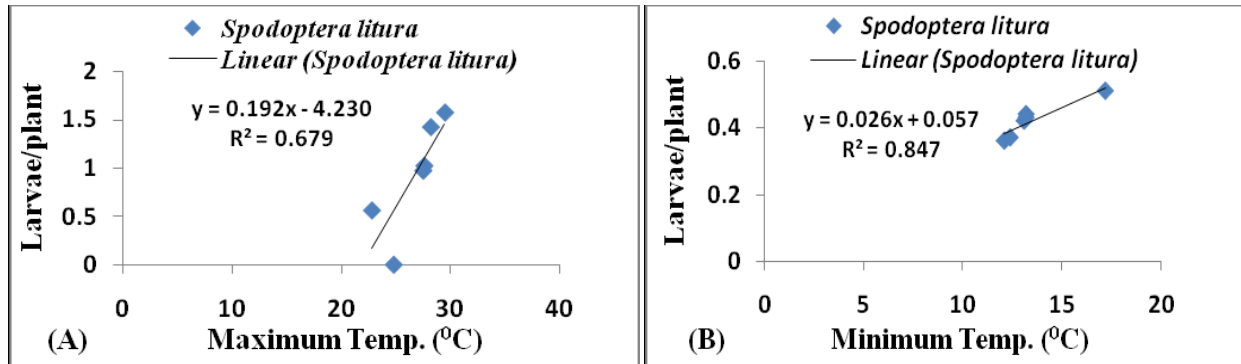 Spodoptera litura
Linear (Spodoptera litura)
2
1.5
1
0.5
0
y = 0.192x - 4.230
R² = 0.679
Larvae/plant
0 10 20 30 40
(A) Maximum Temp. (⁰C)
Spodoptera litura
Linear (Spodoptera litura)
0.6
0.4
0.2
0
y = 0.026x + 0.057
R² = 0.847
Larvae/plant
0 5 10 15 20
(B) Minimum Temp. (⁰C)